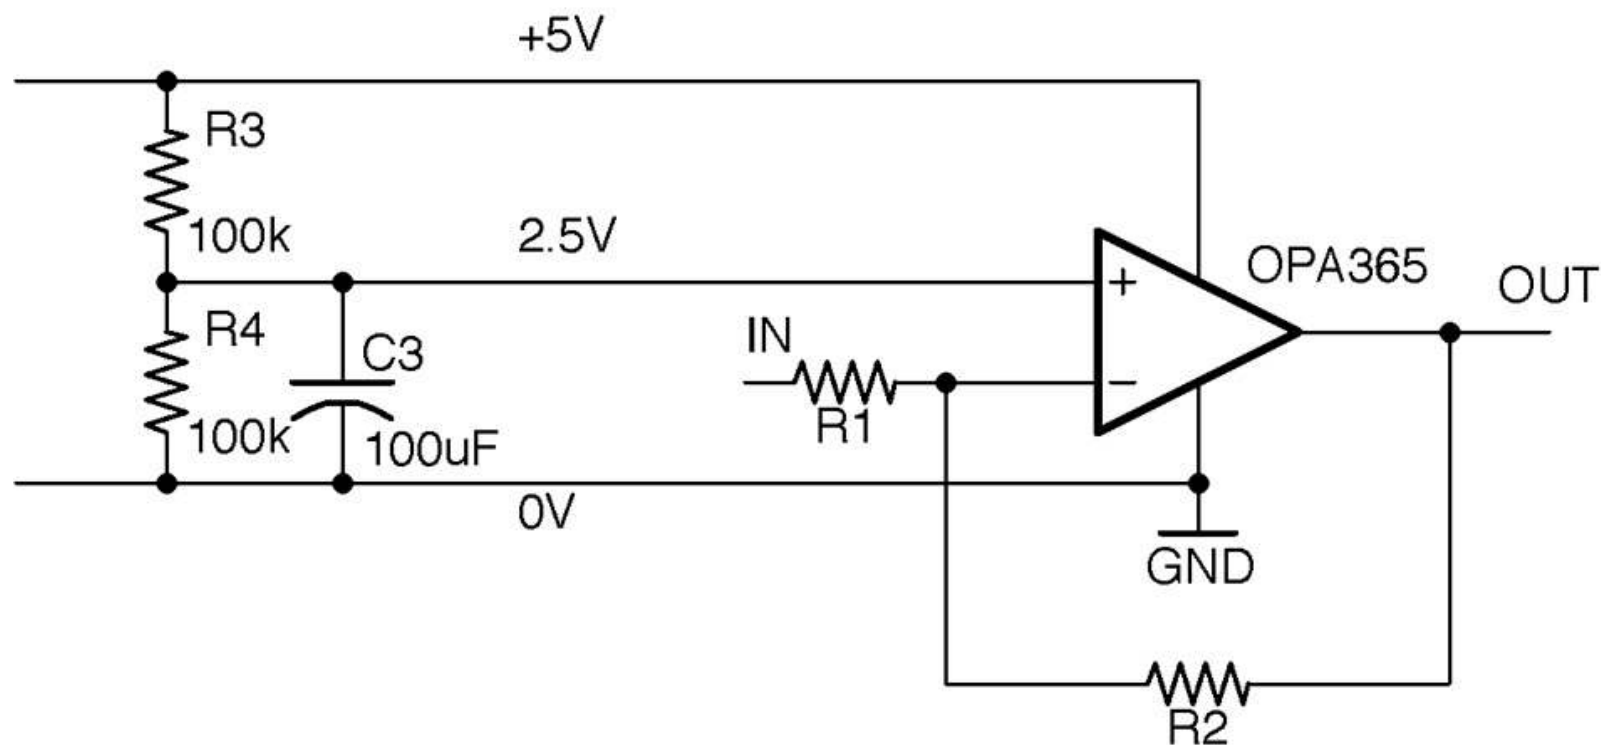 +5V
R3
100k
2.5V
+
OPA365
OUT
R4
C3
IN
−
R1
100k
100uF
0V
GND
R2